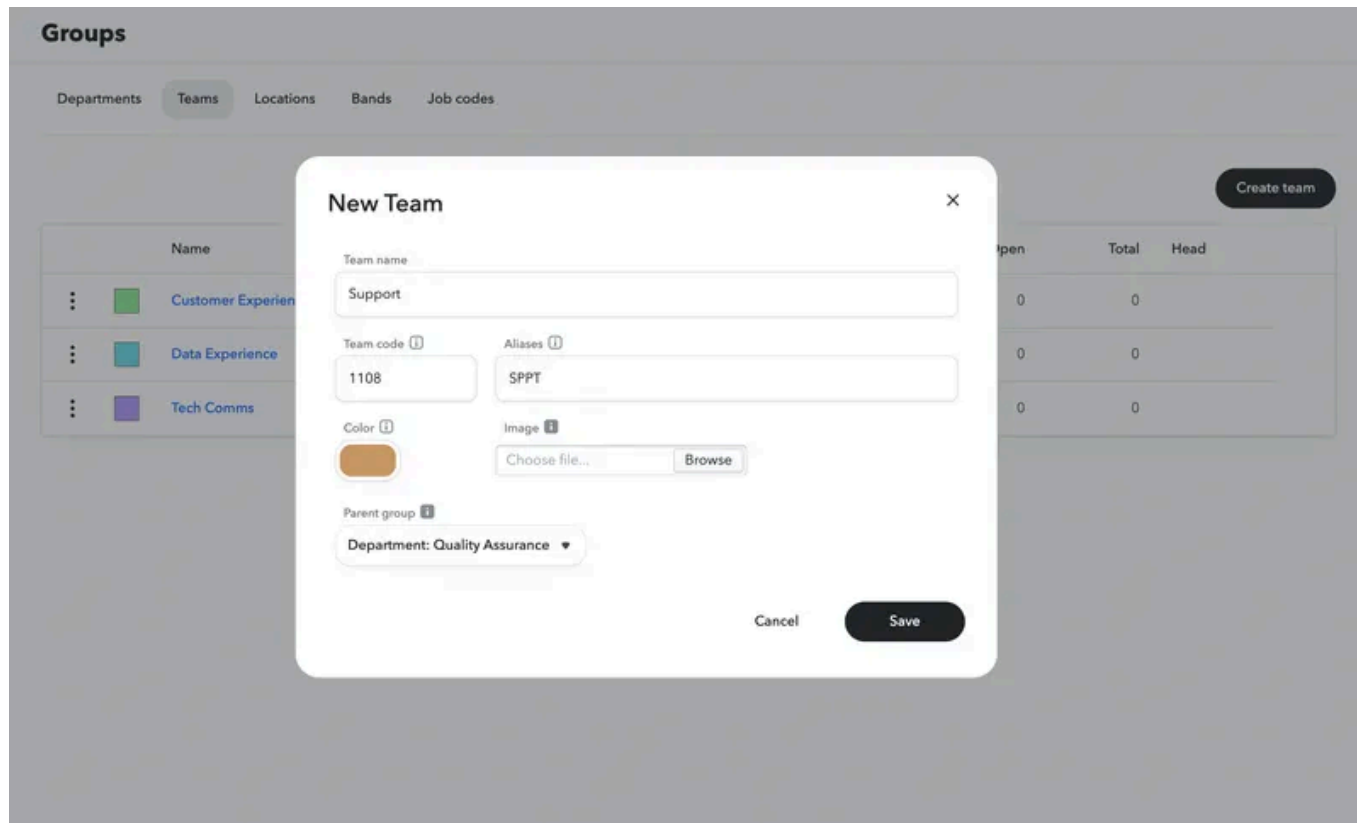 Groups
Departments Teams Locations Bands Job codes
Create team
New Team
Name Open Total Head
Team name
Support
Customer Experien 0 0
Team code Aliases
Data Experience 0 0
1108 SPPT
Tech Comms 0 0
Color Image
Choose file... Browse
Parent group
Department: Quality Assurance
Cancel Save